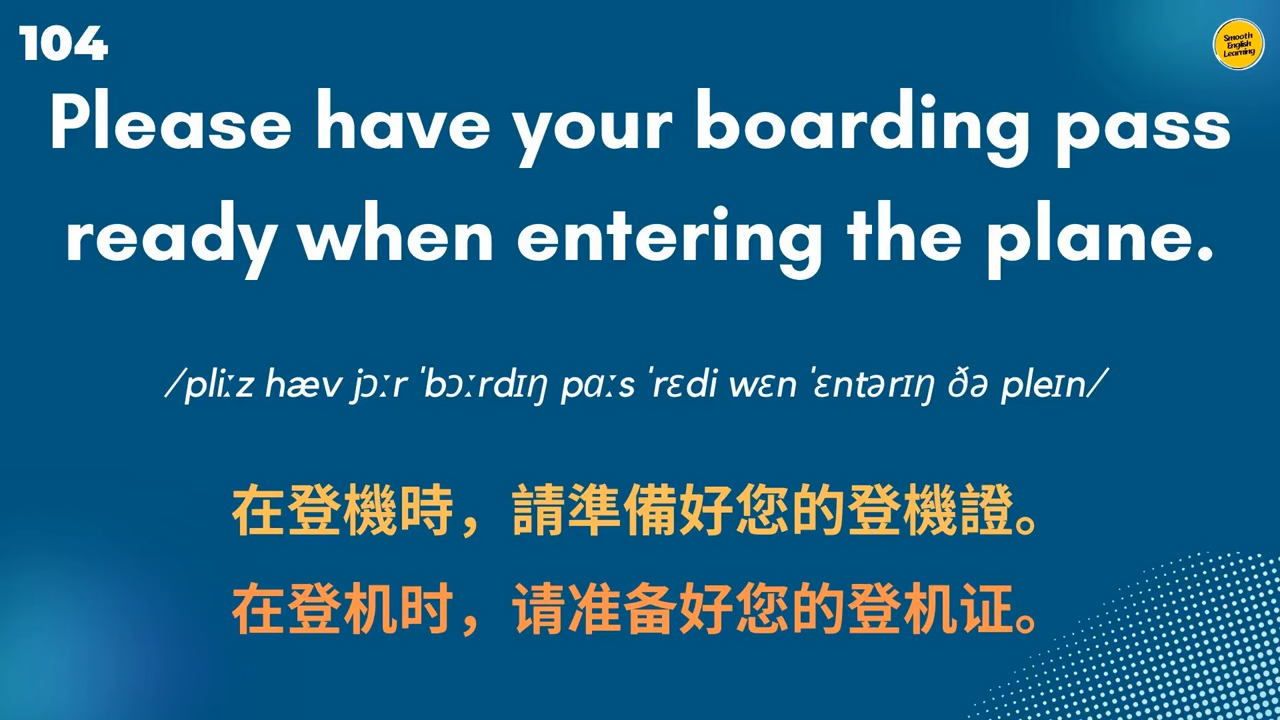 104
Smooth
English
Learning
Please have your boarding pass
ready when entering the plane.
/pliːz hæv jɔːr ˈbɔːrdɪŋ pɑːs ˈrɛdi wɛn ˈɛntərɪŋ ðə pleɪn/
在登機時，請準備好您的登機證。
在登机时，请准备好您的登机证。